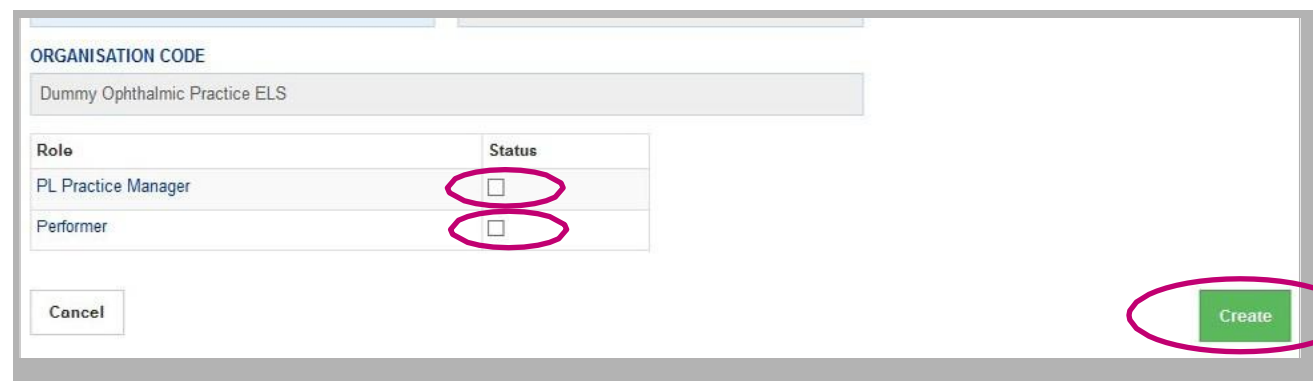 ORGANISATION CODE
Dummy Ophthalmic Practice ELS
Role Status
PL Practice Manager
Performer
Cancel Create